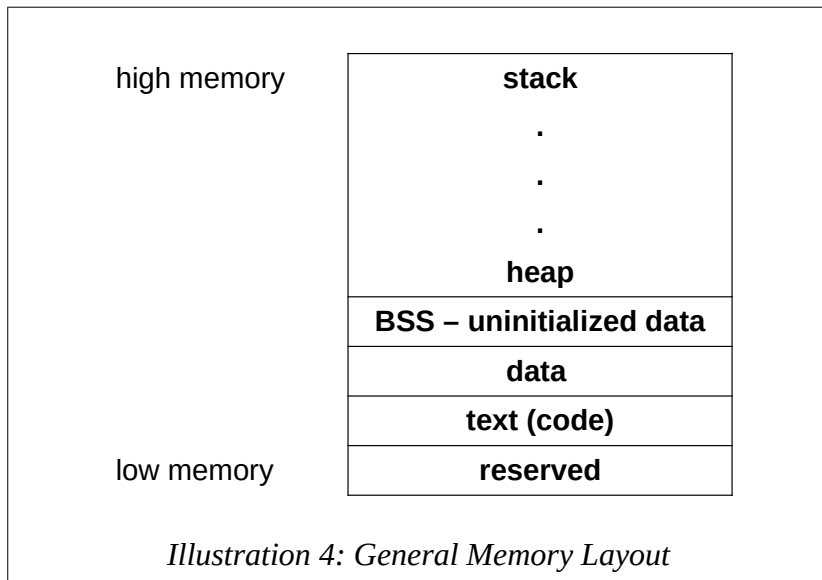 high memory
stack
.
.
.
heap
BSS – uninitialized data
data
text (code)
low memory
reserved
Illustration 4: General Memory Layout